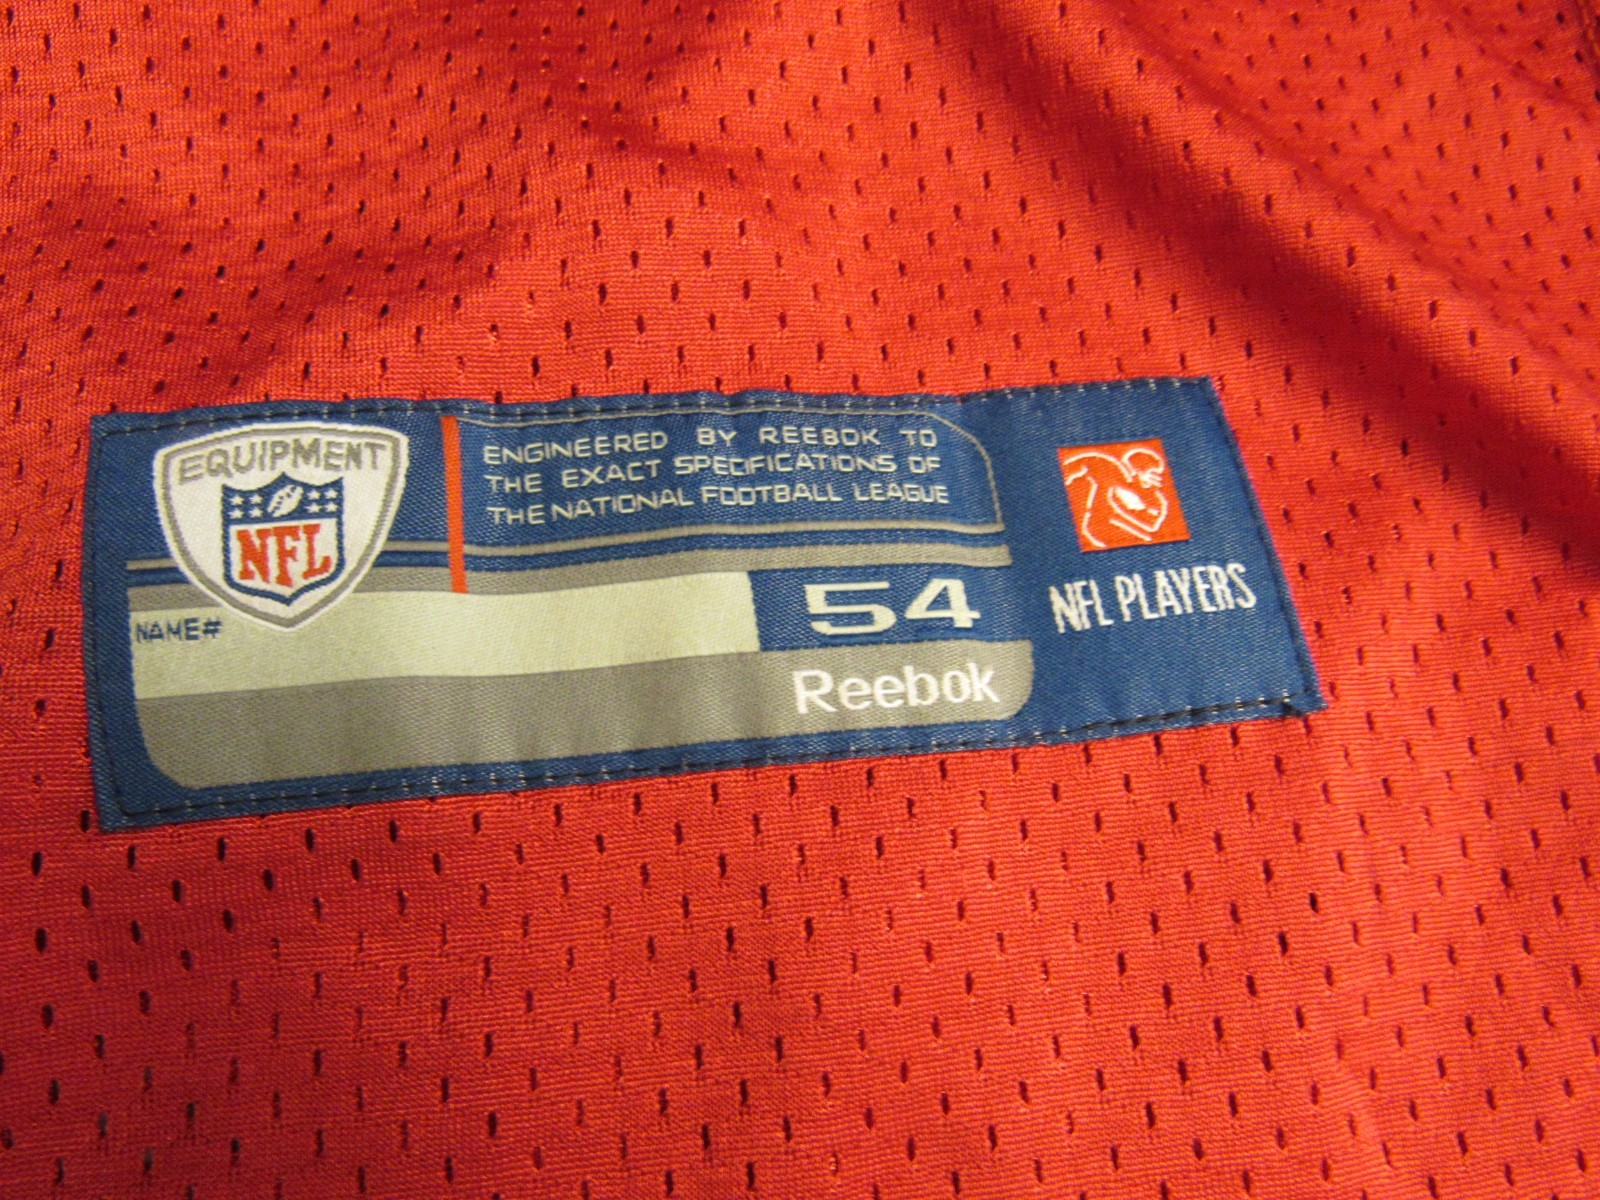 EQUIPMENT
NFL
ENGINEERED BY REEBOK TO
THE EXACT SPECIFICATIONS OF
THE NATIONAL FOOTBALL LEAGUE
NAME#
54
Reebok
NFL PLAYERS